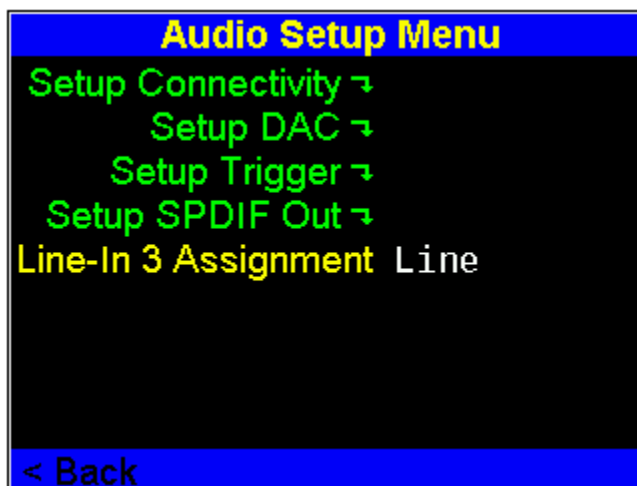 Audio Setup Menu
Setup Connectivity ↴
Setup DAC ↴
Setup Trigger ↴
Setup SPDIF Out ↴
Line-In 3 Assignment Line
< Back